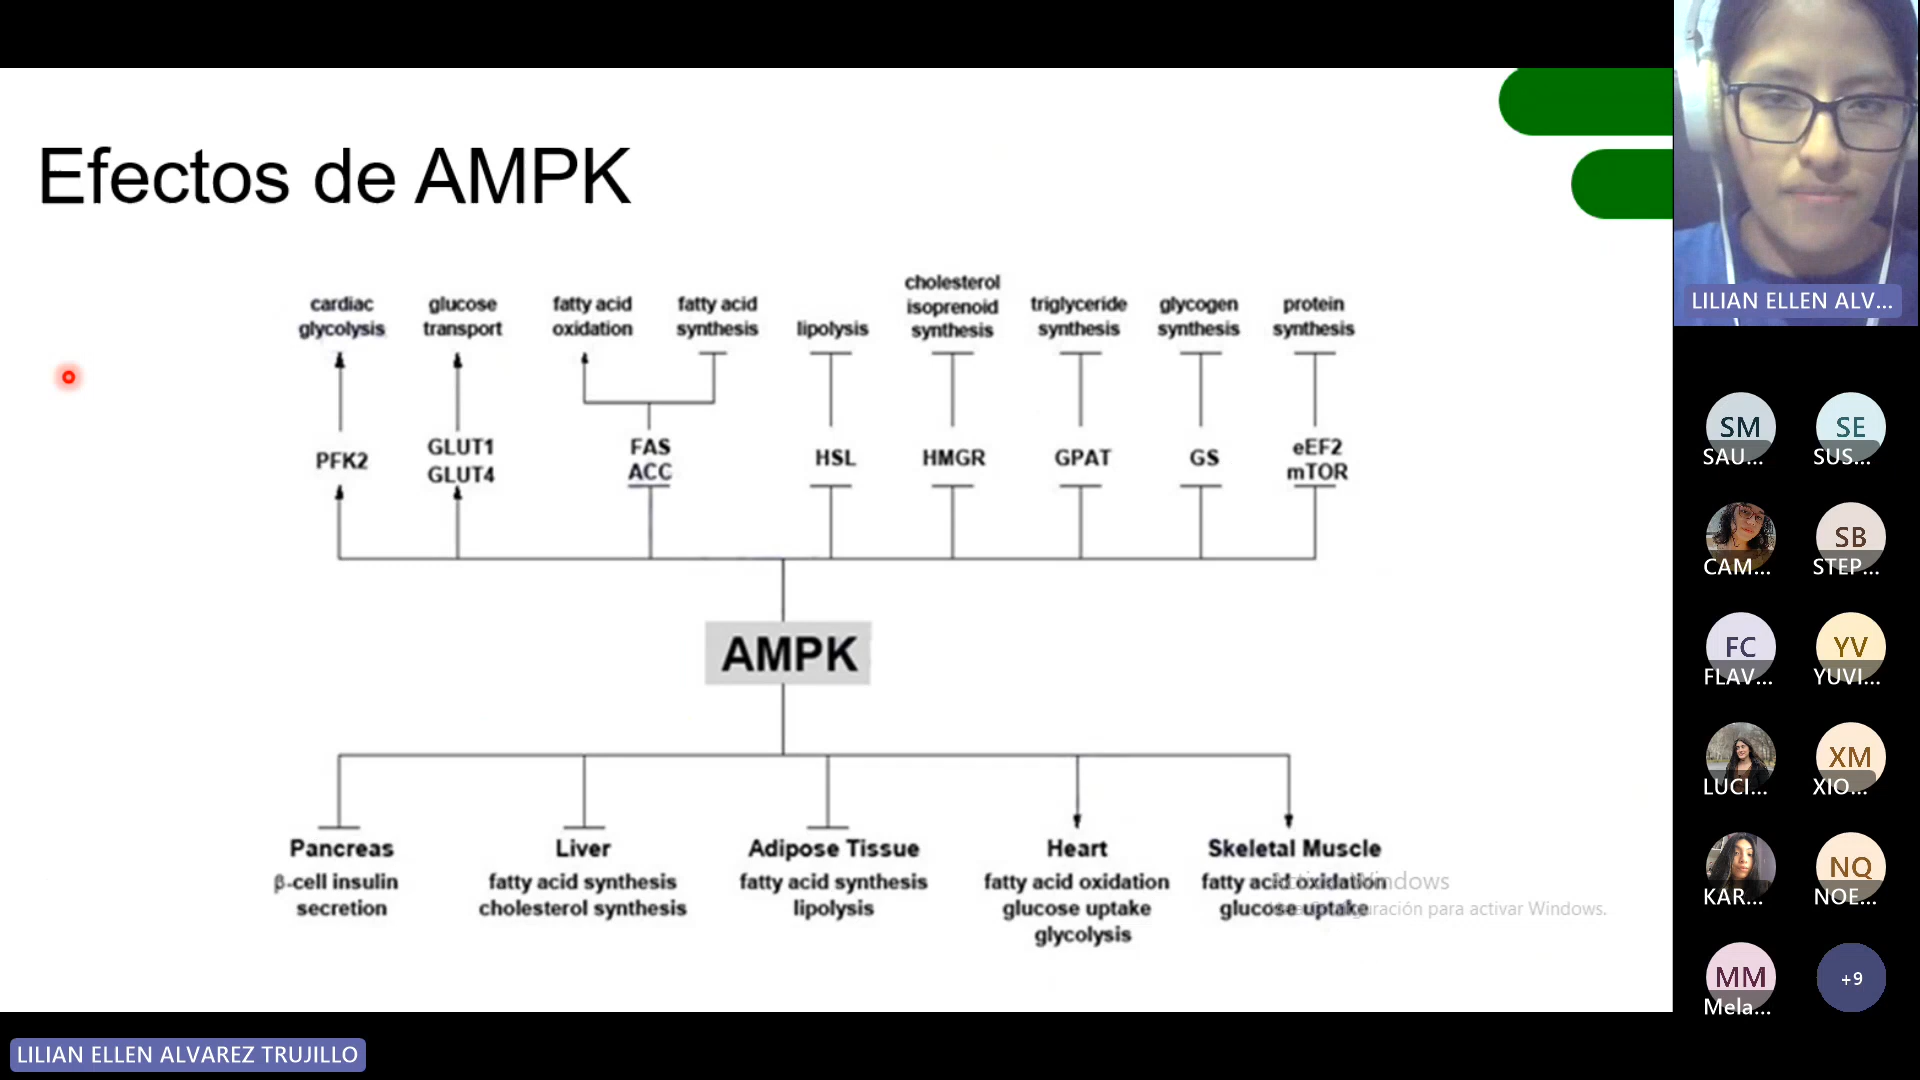 Efectos de AMPK
cardiac
glycolysis
glucose
transport
fatty acid
oxidation
fatty acid
synthesis
lipolysis
cholesterol
isoprenoid
synthesis
triglyceride
synthesis
glycogen
synthesis
protein
synthesis
PFK2
GLUT1
GLUT4
FAS
ACC
HSL
HMGR
GPAT
GS
eEF2
mTOR
AMPK
Pancreas
β-cell insulin
secretion
Liver
fatty acid synthesis
cholesterol synthesis
Adipose Tissue
fatty acid synthesis
lipolysis
Heart
fatty acid oxidation
glucose uptake
glycolysis
Skeletal Muscle
fatty acid oxidation
glucose uptake
Windows
para activar Windows.
LILIAN ELLEN ALV...
SM
SAU...
SE
SUS...
CAM...
SB
STEP...
FC
FLAV...
YV
YUVI...
LUCI...
XM
XIO...
KAR...
NQ
NOE...
MM
Mela...
+9
LILIAN ELLEN ALVAREZ TRUJILLO